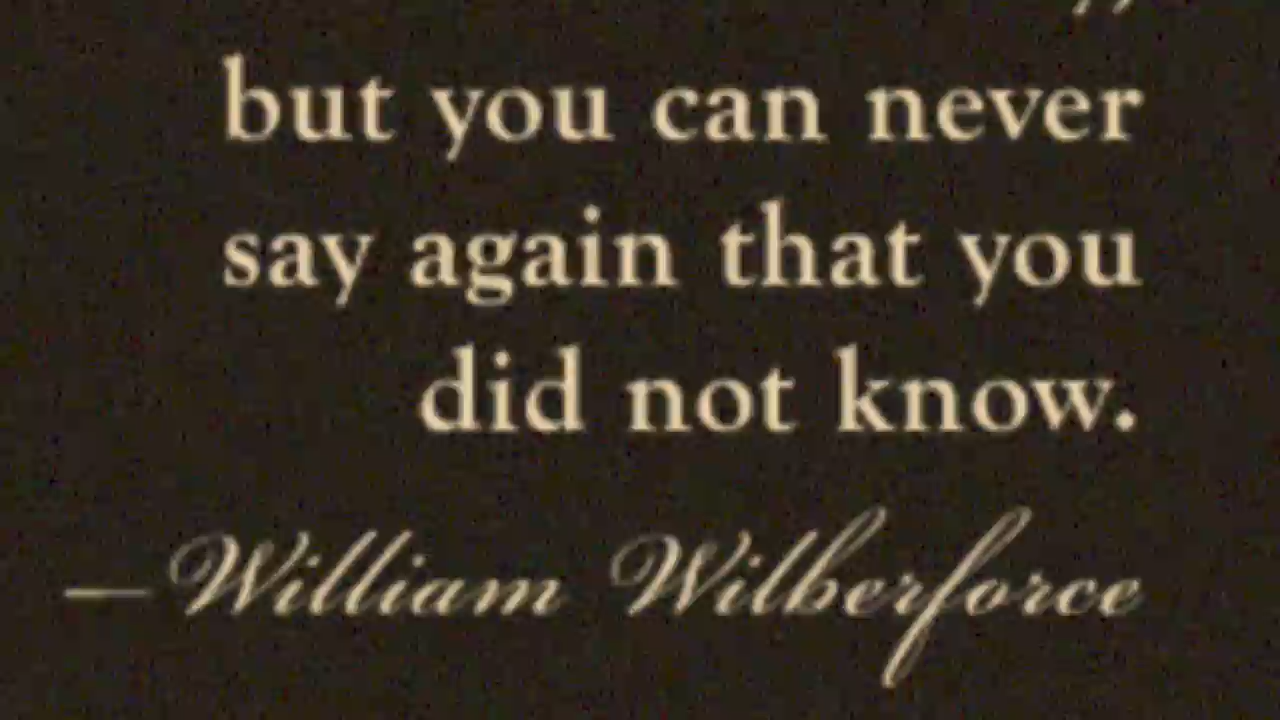 but you can never
say again that you
did not know.
— William Wilberforce